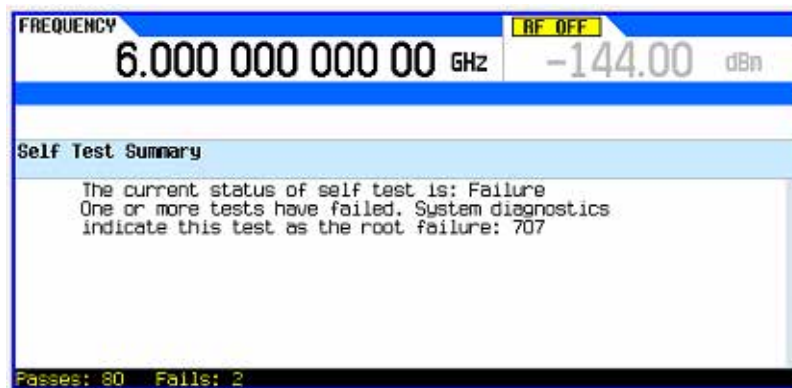 FREQUENCY
RF OFF
6.000 000 000 00 GHz
-144.00 dBm
Self Test Summary
The current status of self test is: Failure
One or more tests have failed. System diagnostics
indicate this test as the root failure: 707
Passes: 80 Fails: 2